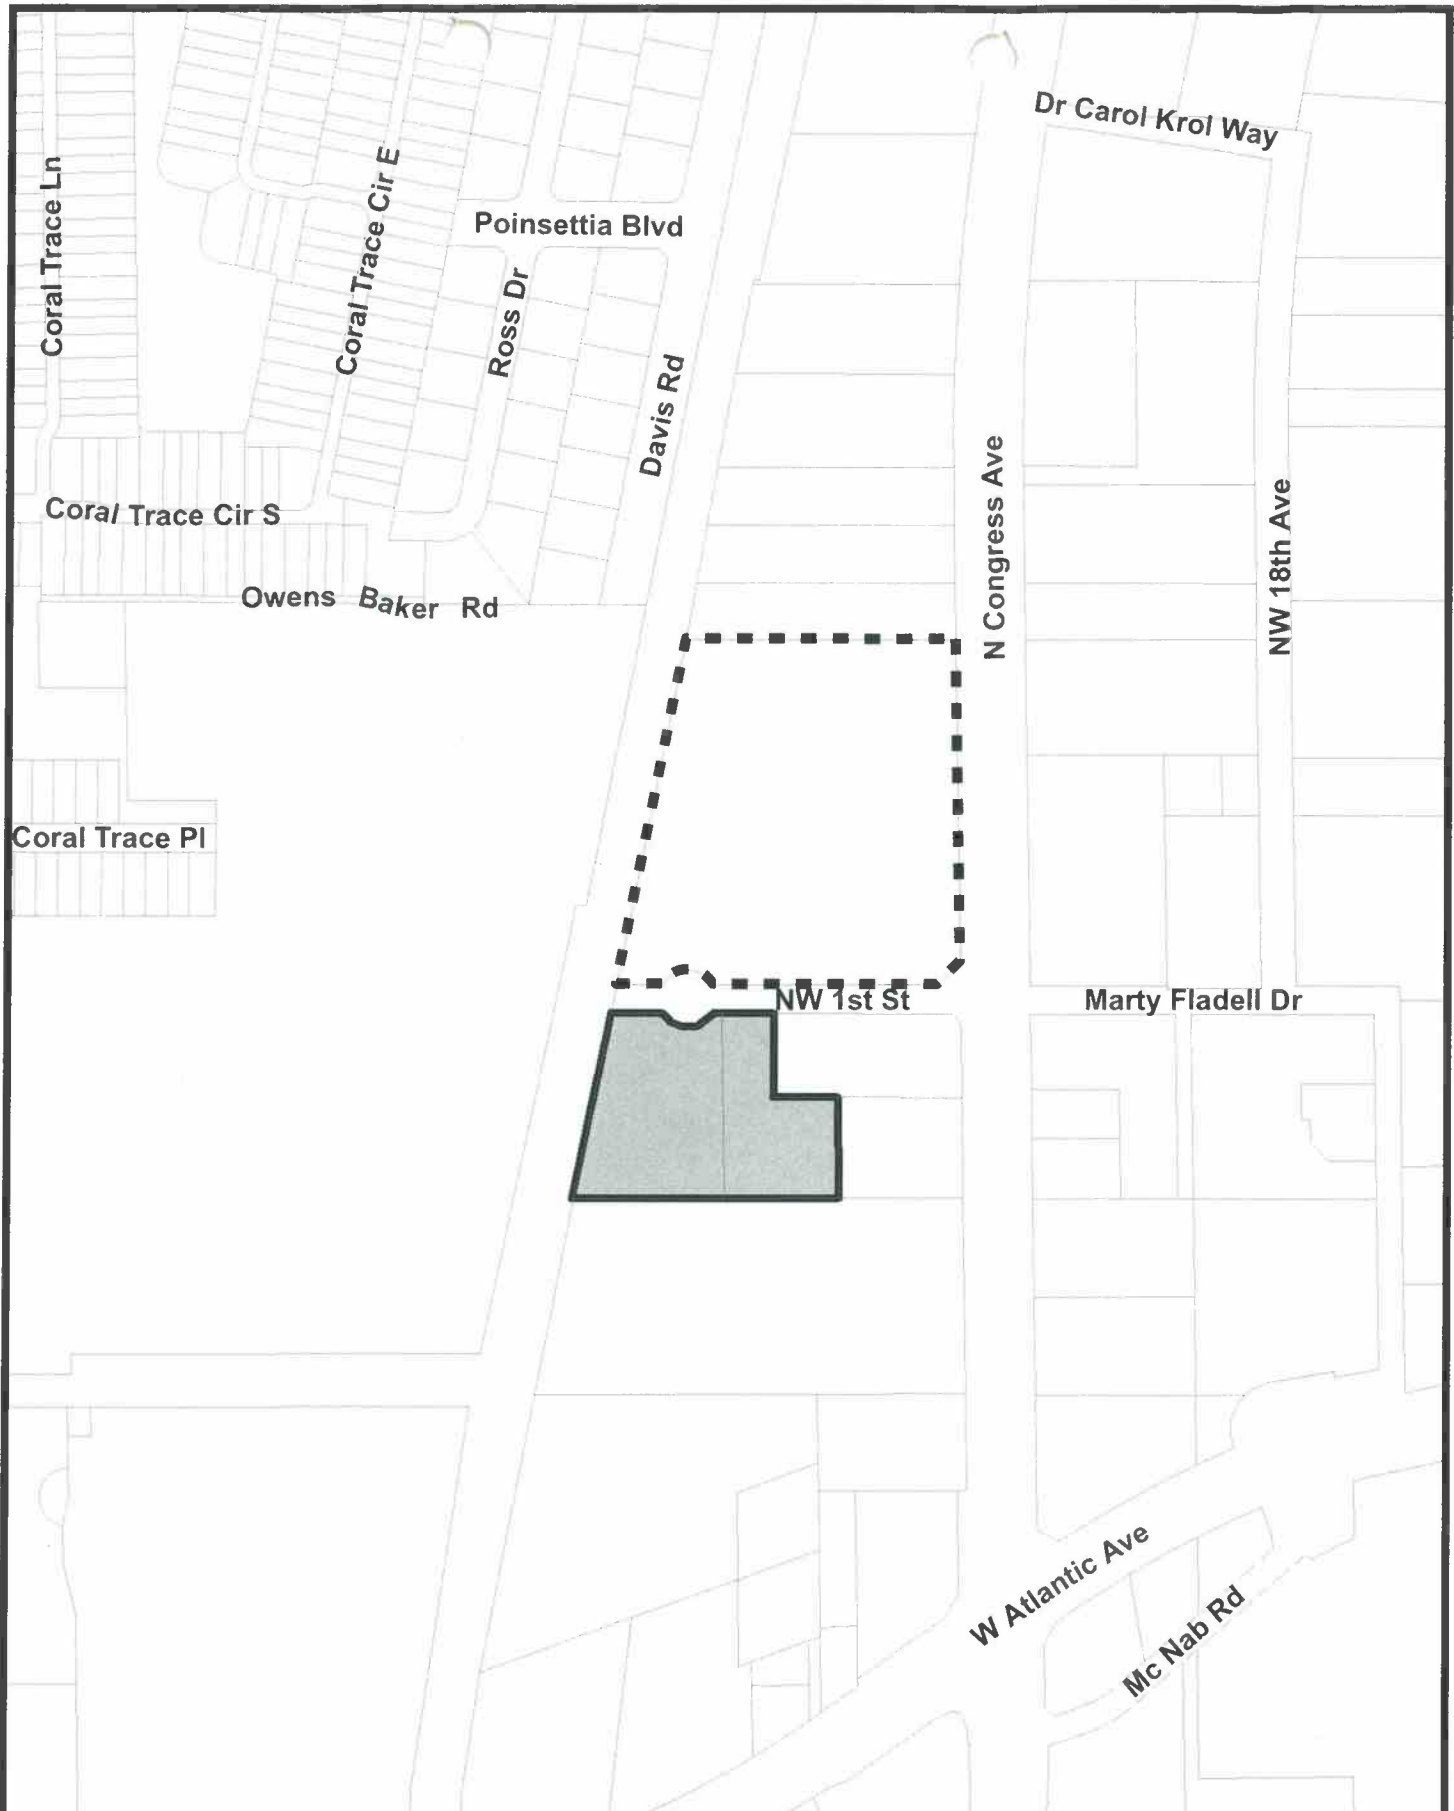 Dr Carol Krol Way
Coral Trace Ln
Coral Trace Cir E
Poinsettia Blvd
Ross Dr
Davis Rd
N Congress Ave
NW 18th Ave
Coral Trace Cir S
Owens Baker Rd
Coral Trace Pl
NW 1st St
Marty Fladell Dr
W Atlantic Ave
Mc Nab Rd